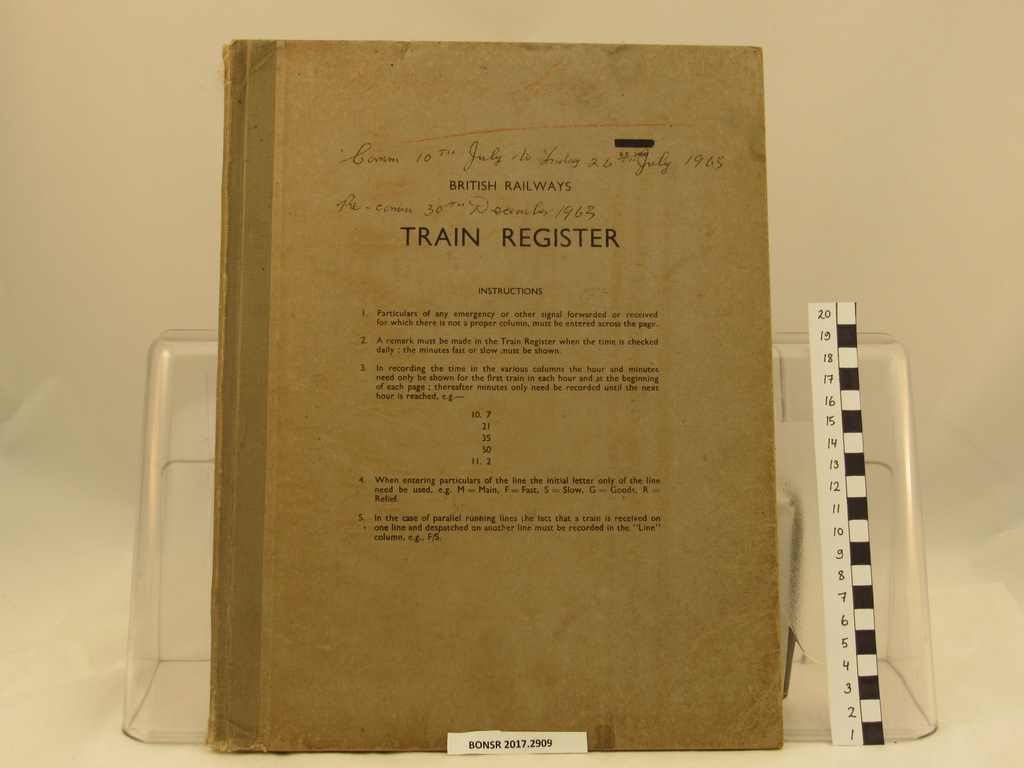 Comm 10TH July to Friday 26 July 1963
BRITISH RAILWAYS
Re-comm 30TH December 1963
TRAIN REGISTER
INSTRUCTIONS
1. Particulars of any emergency or other signal forwarded or received
for which there is not a proper column, must be entered across the page.
2. A remark must be made in the Train Register when the time is checked
daily ; the minutes fast or slow must be shown.
3. In recording the time in the various columns the hour and minutes
need only be shown for the first train in each hour and at the beginning
of each page ; thereafter minutes only need be recorded until the next
hour is reached, e.g.—
10. 7
21
35
50
11. 2
4. When entering particulars of the line the initial letter only of the line
need be used, e.g. M = Main, F = Fast, S = Slow, G = Goods, R =
Relief.
5. In the case of parallel running lines the fact that a train is received on
one line and despatched on another line must be recorded in the "Line"
column, e.g., F/S.
BONSR 2017.2909
20
19
18
17
16
15
14
13
12
11
10
9
8
7
6
5
4
3
2
1